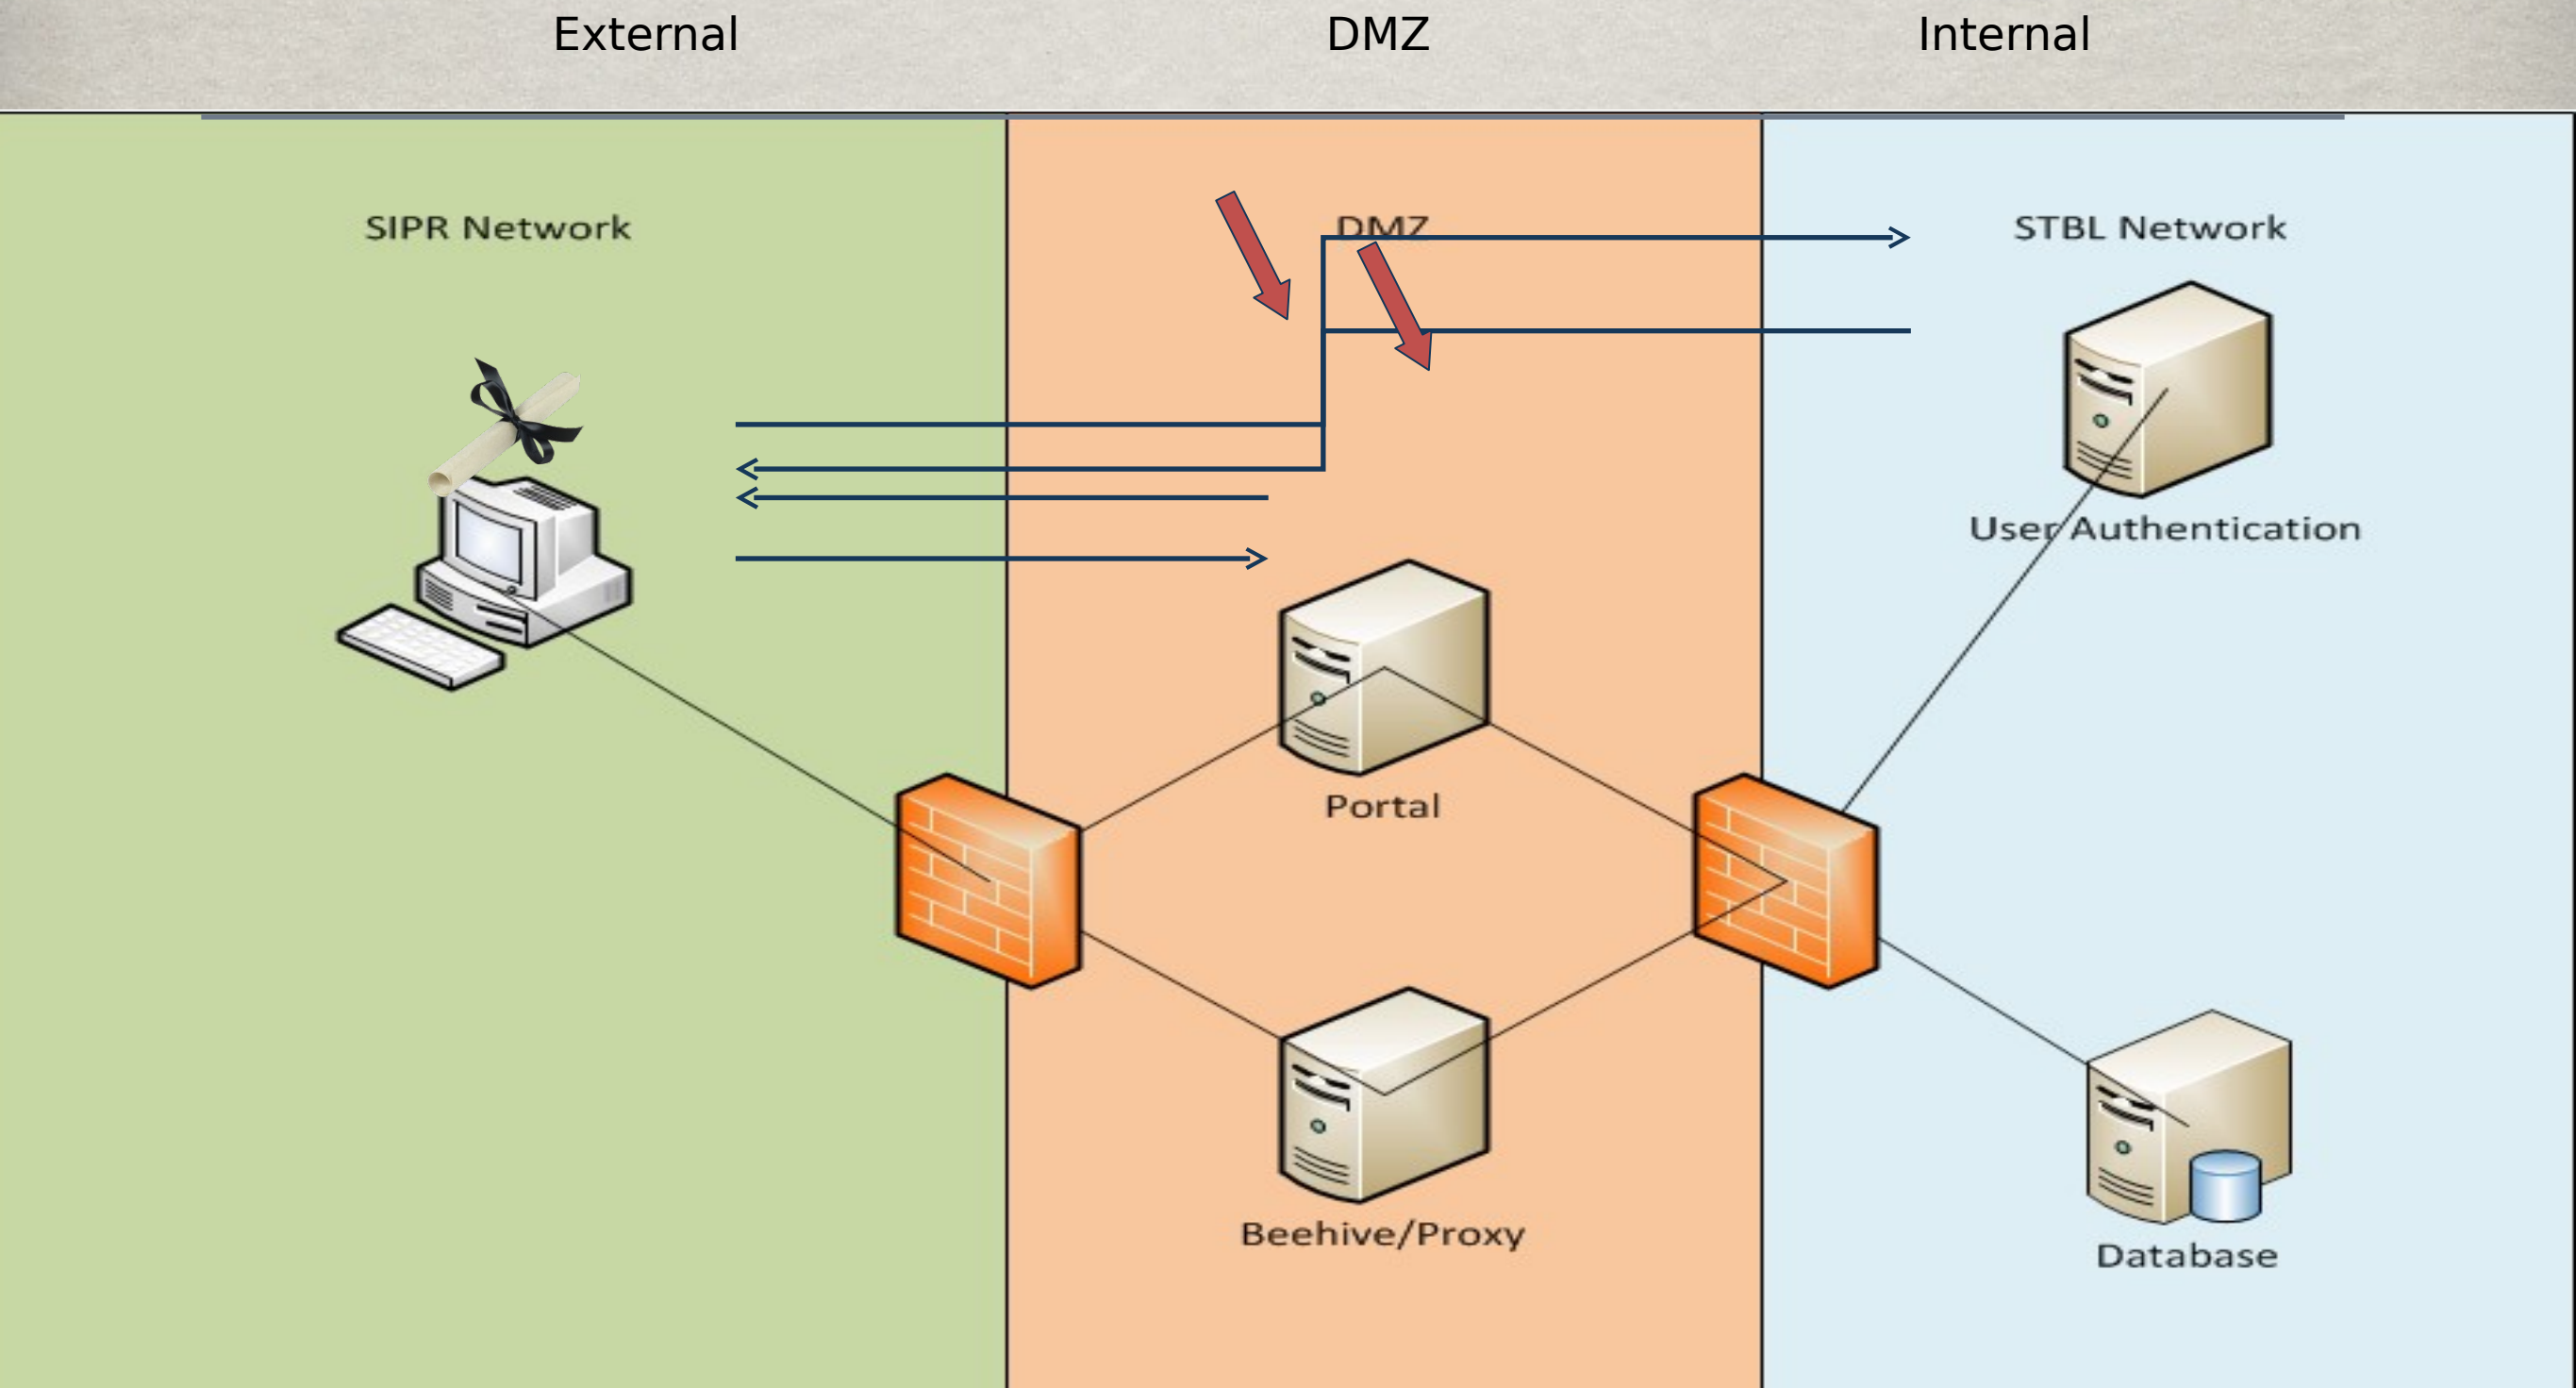 External
DMZ
Internal
SIPR Network
DMZ
STBL Network
User Authentication
Portal
Beehive/Proxy
Database